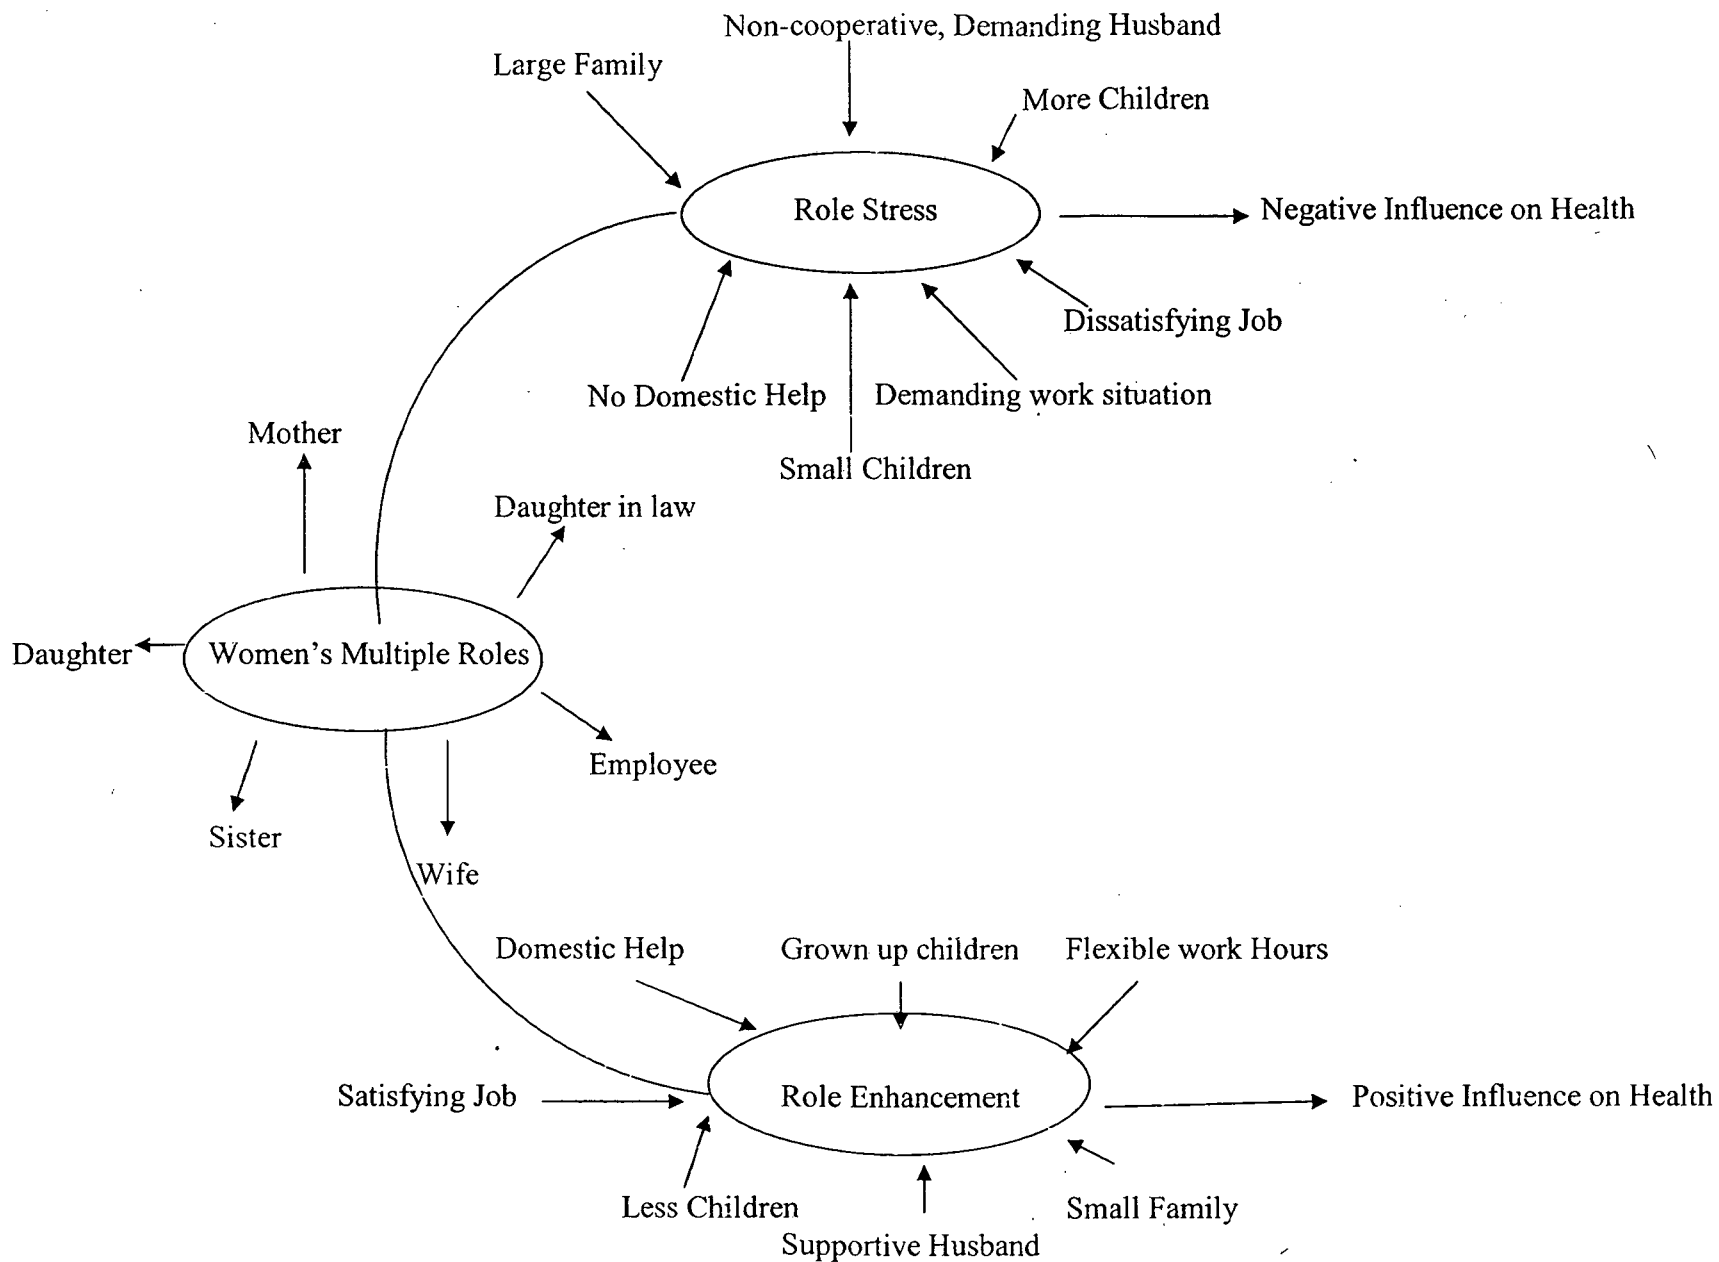 Non-cooperative, Demanding Husband
Large Family
More Children
Role Stress
Negative Influence on Health
Dissatisfying Job
No Domestic Help
Demanding work situation
Small Children
Mother
Daughter in law
Daughter
Women's Multiple Roles
Employee
Sister
Wife
Domestic Help
Grown up children
Flexible work Hours
Satisfying Job
Role Enhancement
Positive Influence on Health
Less Children
Small Family
Supportive Husband